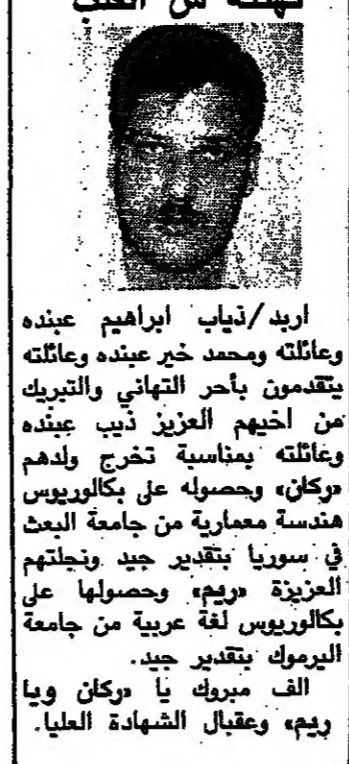 تهنئة من القلب
اربد/ذياب ابراهيم عبنده
وعائلته ومحمد خير عبنده وعائلته
يتقدمون بأحر التهاني والتبريك
من اخيهم العزيز ذيب عبنده
وعائلته بمناسبة تخرج ولدهم
«ركان» وحصوله على بكالوريوس
هندسة معمارية من جامعة البعث
في سوريا بتقدير جيد ونجلتهم
العزيزة «ريم» وحصولها على
بكالوريوس لغة عربية من جامعة
اليرموك بتقدير جيد.
الف مبروك يا «ركان ويا
ريم» وعقبال الشهادة العليا.